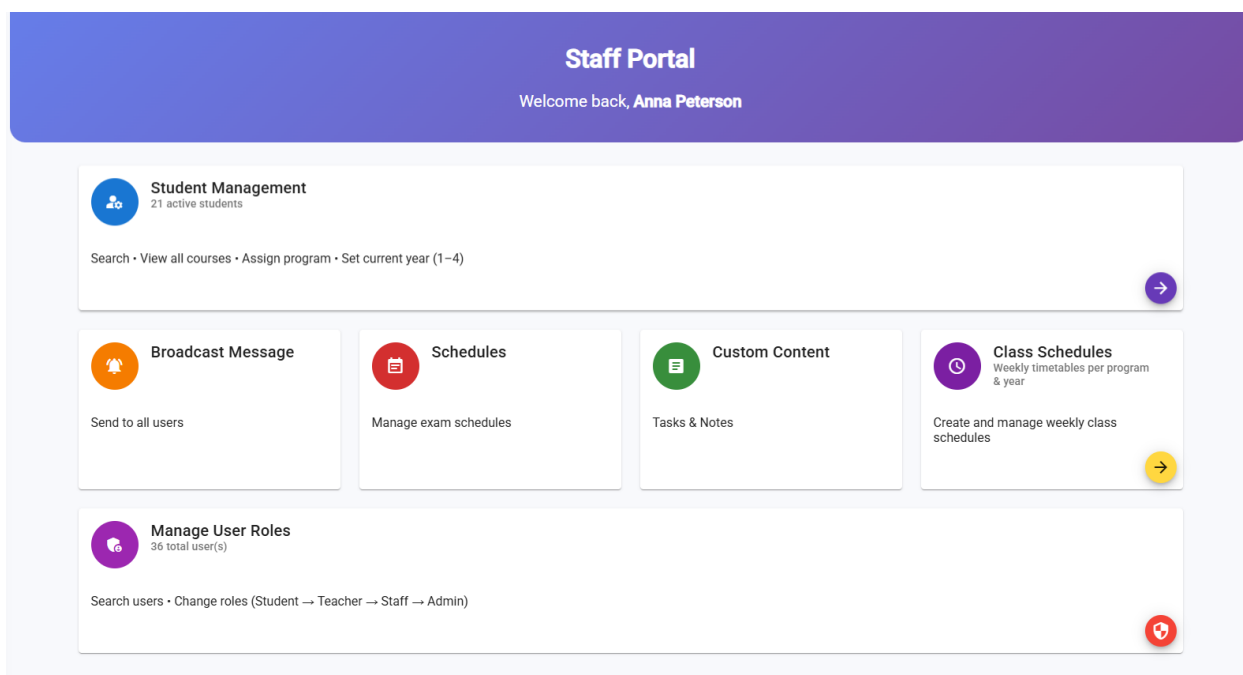 Staff Portal
Welcome back, Anna Peterson
Student Management
21 active students
Search • View all courses • Assign program • Set current year (1–4)
Broadcast Message
Send to all users
Schedules
Manage exam schedules
Custom Content
Tasks & Notes
Class Schedules
Weekly timetables per program
& year
Create and manage weekly class
schedules
Manage User Roles
36 total user(s)
Search users • Change roles (Student → Teacher → Staff → Admin)